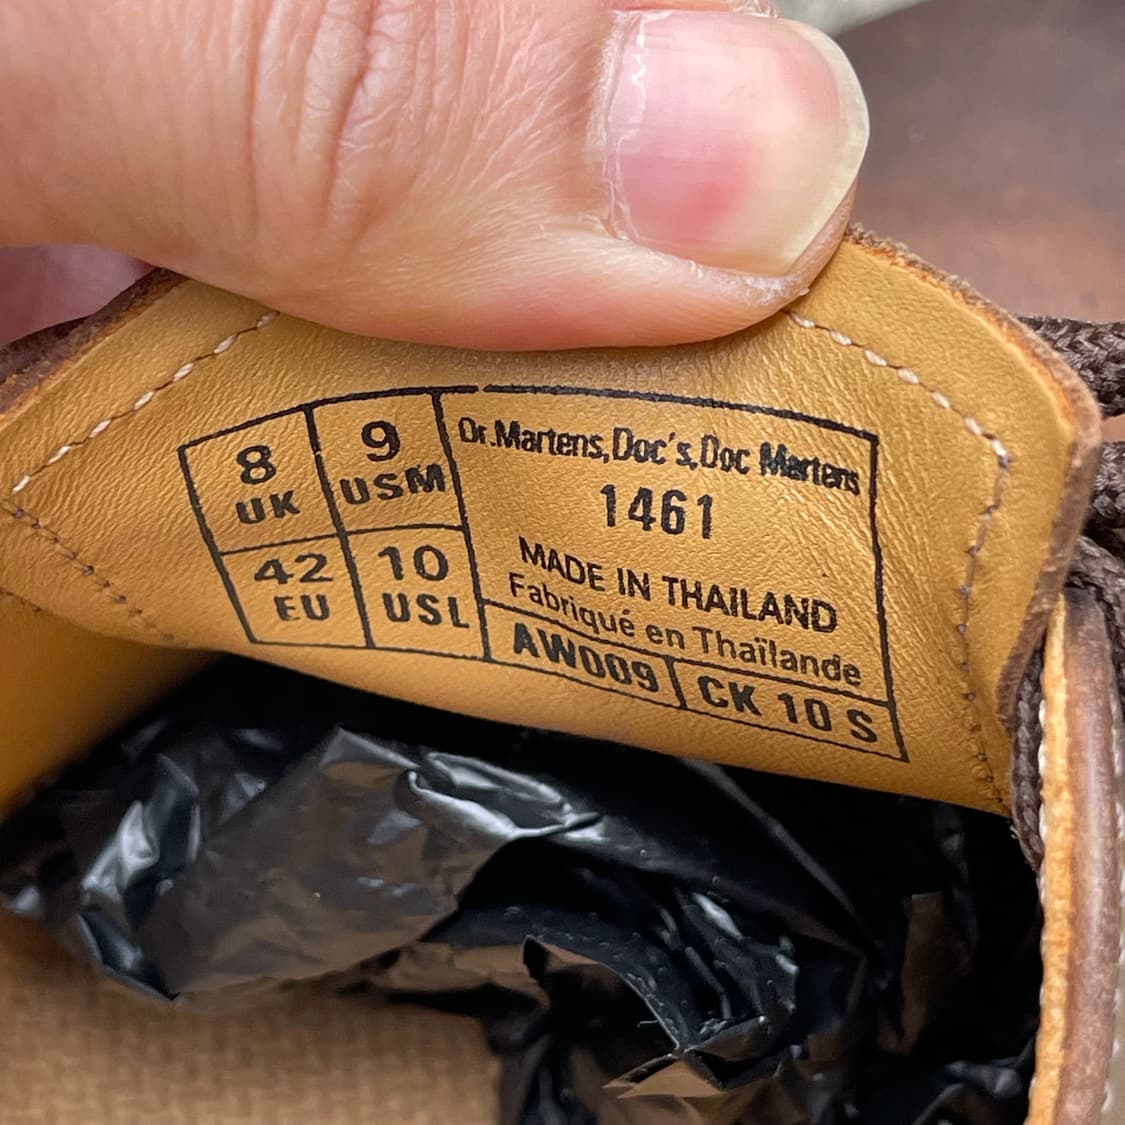 8
UK
9
USM
42
EU
10
USL
Dr.Martens,Doc's,Doc Martens
1461
MADE IN THAILAND
Fabriqué en Thaïlande
AW009
CK 10 S